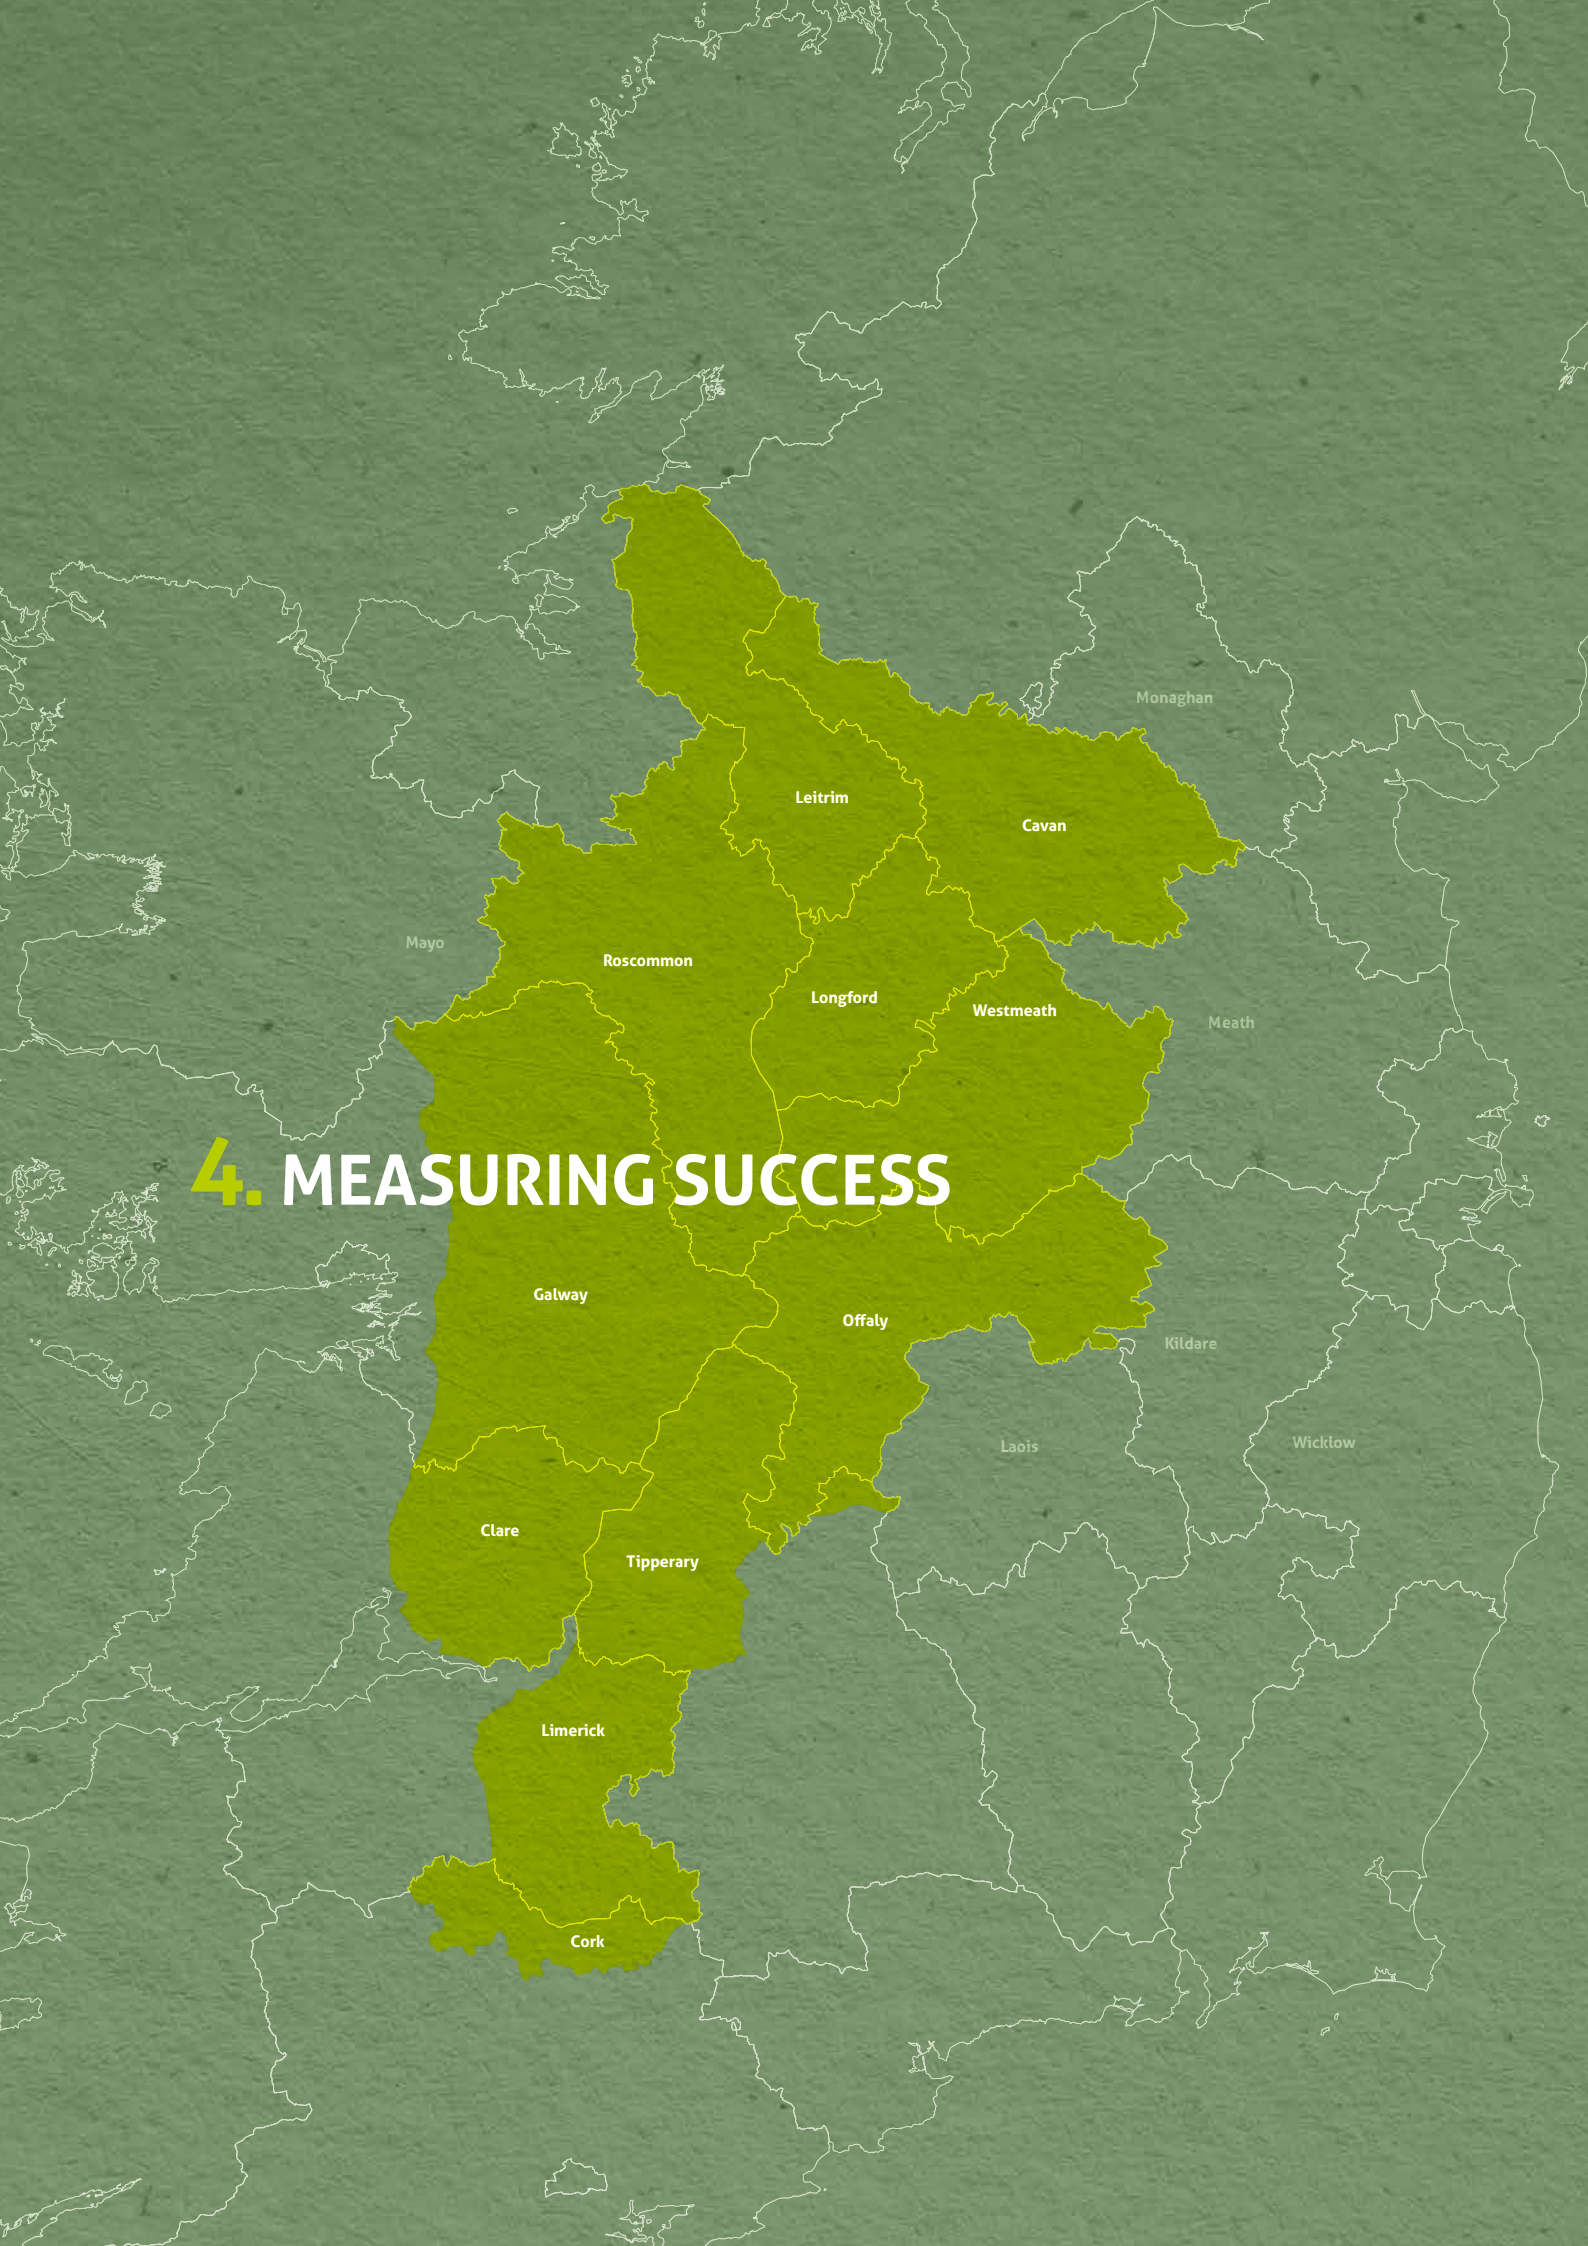 Monaghan
Leitrim
Cavan
Mayo
Roscommon
Longford
Westmeath
Meath
4. MEASURING SUCCESS
Galway
Offaly
Kildare
Laois
Wicklow
Clare
Tipperary
Limerick
Cork